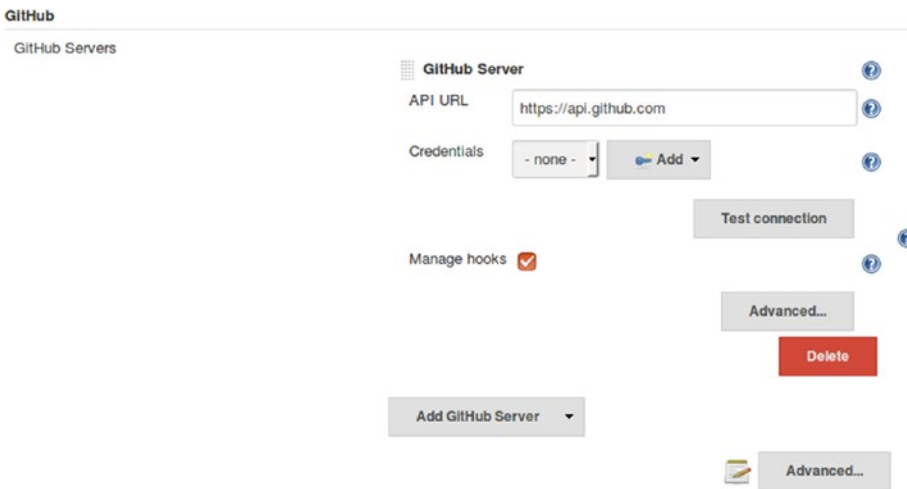 GitHub
GitHub Servers
GitHub Server
API URL
https://api.github.com
Credentials
- none -
Add
Test connection
Manage hooks
Advanced...
Delete
Add GitHub Server
Advanced...